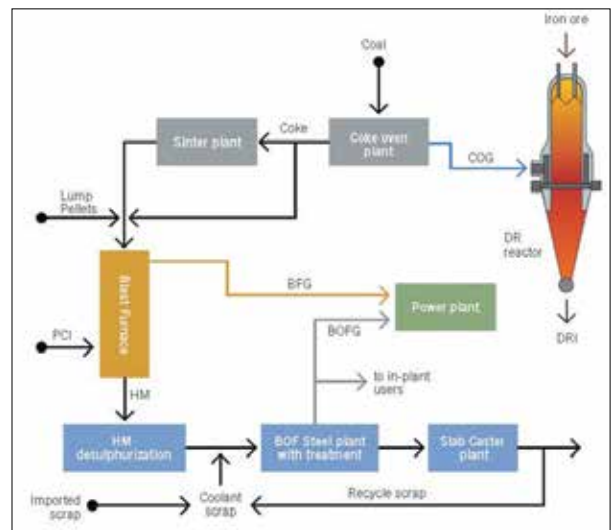 Iron ore
Coal
Sinter plant
Coke
Coke oven
plant
COG
Lump
Pellets
DR
reactor
Blast Furnace
BFG
Power plant
PCI
BOFG
DRI
HM
to in-plant
users
HM
desulphurization
BOF Steel plant
with treatment
Slab Caster
plant
Imported
scrap
Coolant
scrap
Recycle scrap